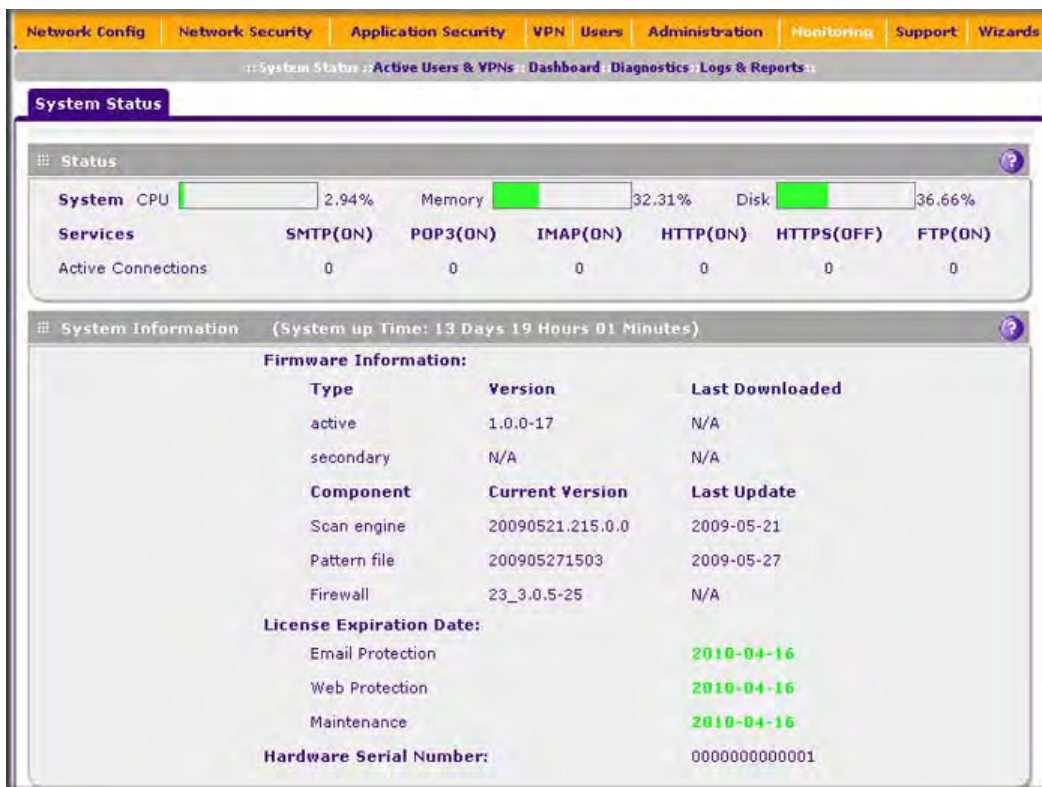 Network Config Network Security Application Security VPN Users Administration Monitoring Support Wizards
:: System Status :: Active Users & VPNs :: Dashboard :: Diagnostics :: Logs & Reports ::
System Status
Status ?
System CPU 2.94% Memory 32.31% Disk 36.66%
Services SMTP(ON) POP3(ON) IMAP(ON) HTTP(ON) HTTPS(OFF) FTP(ON)
Active Connections 0 0 0 0 0 0
System Information (System up Time: 13 Days 19 Hours 01 Minutes) ?
Firmware Information:
Type Version Last Downloaded
active 1.0.0-17 N/A
secondary N/A N/A
Component Current Version Last Update
Scan engine 20090521.215.0.0 2009-05-21
Pattern file 200905271503 2009-05-27
Firewall 23_3.0.5-25 N/A
License Expiration Date:
Email Protection 2010-04-16
Web Protection 2010-04-16
Maintenance 2010-04-16
Hardware Serial Number: 0000000000001